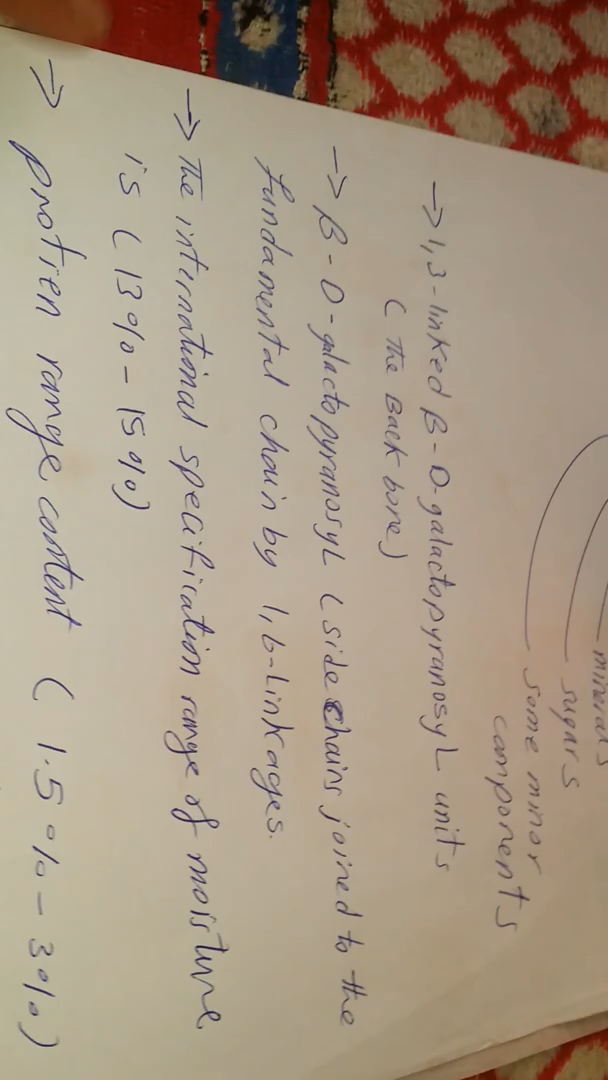 minerals
sugars
some minor
components
→ 1,3-linked β-D-galactopyranosyl units
( The Back bone)
→ β-D-galactopyranosyl (side chains joined to the
fundamental chain by 1,6-Linkages.
→ The international specification range of moisture
is ( 13%-15%)
→ protien range content ( 1.5%-3%)